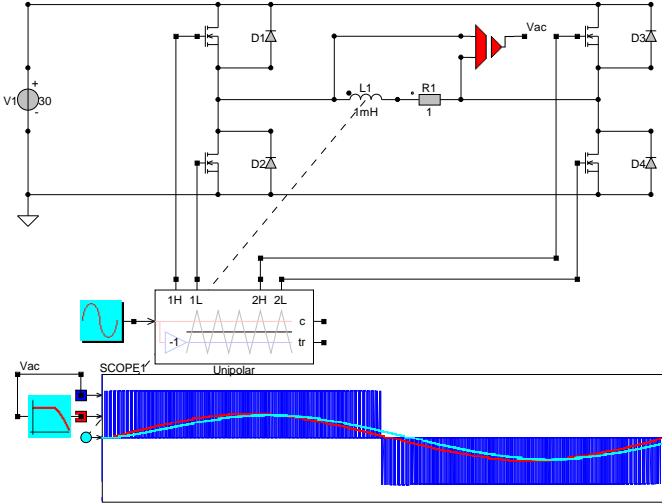 Vac
D1
D3
L1
R1
V1
+
30
-
1mH
1
D2
D4
1H 1L 2H 2L
c
-1
tr
Vac
SCOPE1
Unipolar